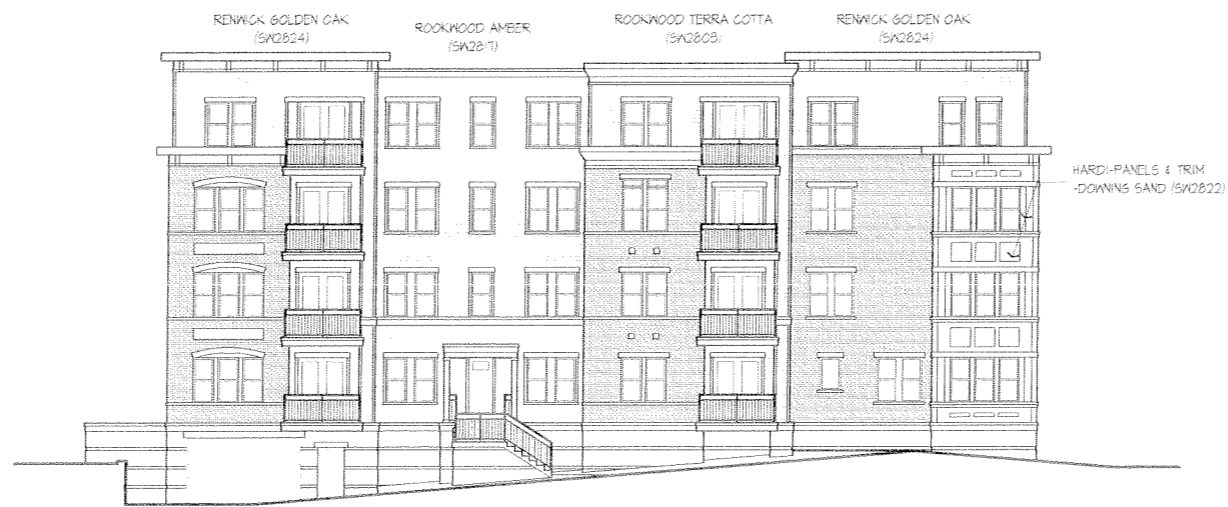 RENWICK GOLDEN OAK
(SW2824)
ROOKWOOD AMBER
(SW2817)
ROOKWOOD TERRA COTTA
(SW2803)
RENWICK GOLDEN OAK
(SW2824)
HARDI-PANELS & TRIM
-DOWNING SAND (SW2822)